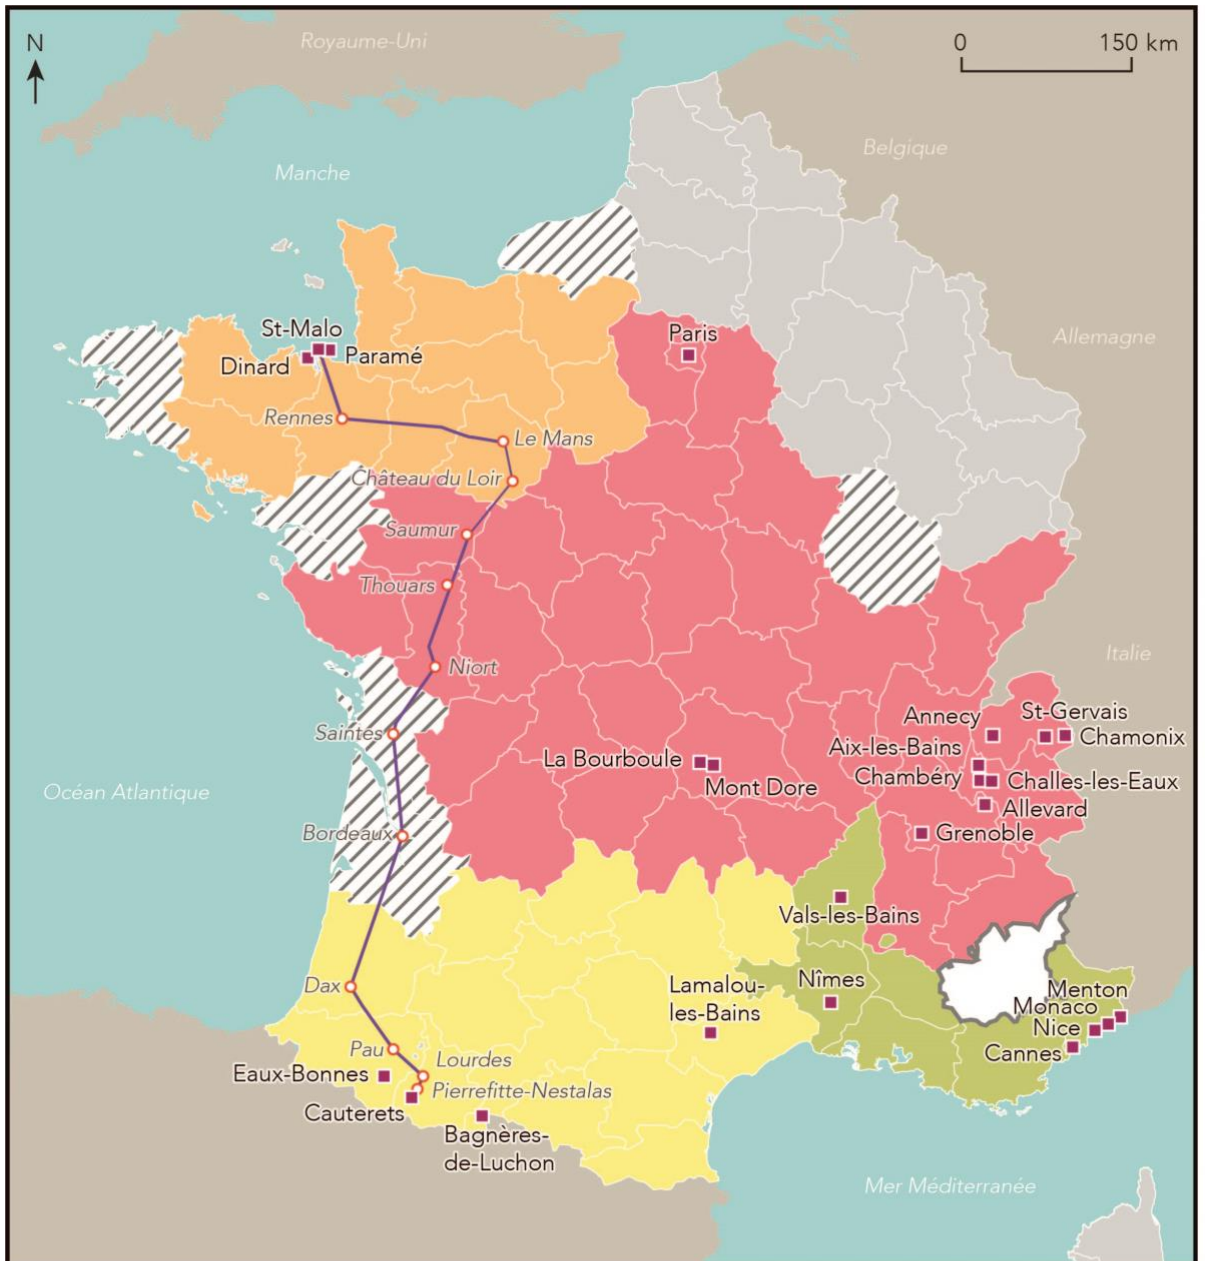 Royaume-Uni
N
0
150 km
Belgique
Manche
Allemagne
St-Malo
Paris
Dinard
Paramé
Rennes
Le Mans
Château du Loir
Saumur
Thouars
Italie
Niort
Annecy
St-Gervais
Saintes
Chamonix
Aix-les-Bains
La Bourboule
Chambéry
Challes-les-Eaux
Mont Dore
Océan Atlantique
Allevard
Bordeaux
Grenoble
Vals-les-Bains
Nîmes
Dax
Lamalou-
les-Bains
Menton
Monaco
Nice
Pau
Cannes
Lourdes
Eaux-Bonnes
Pierrefitte-Nestalas
Cauterets
Bagnères-
de-Luchon
Mer Méditerranée